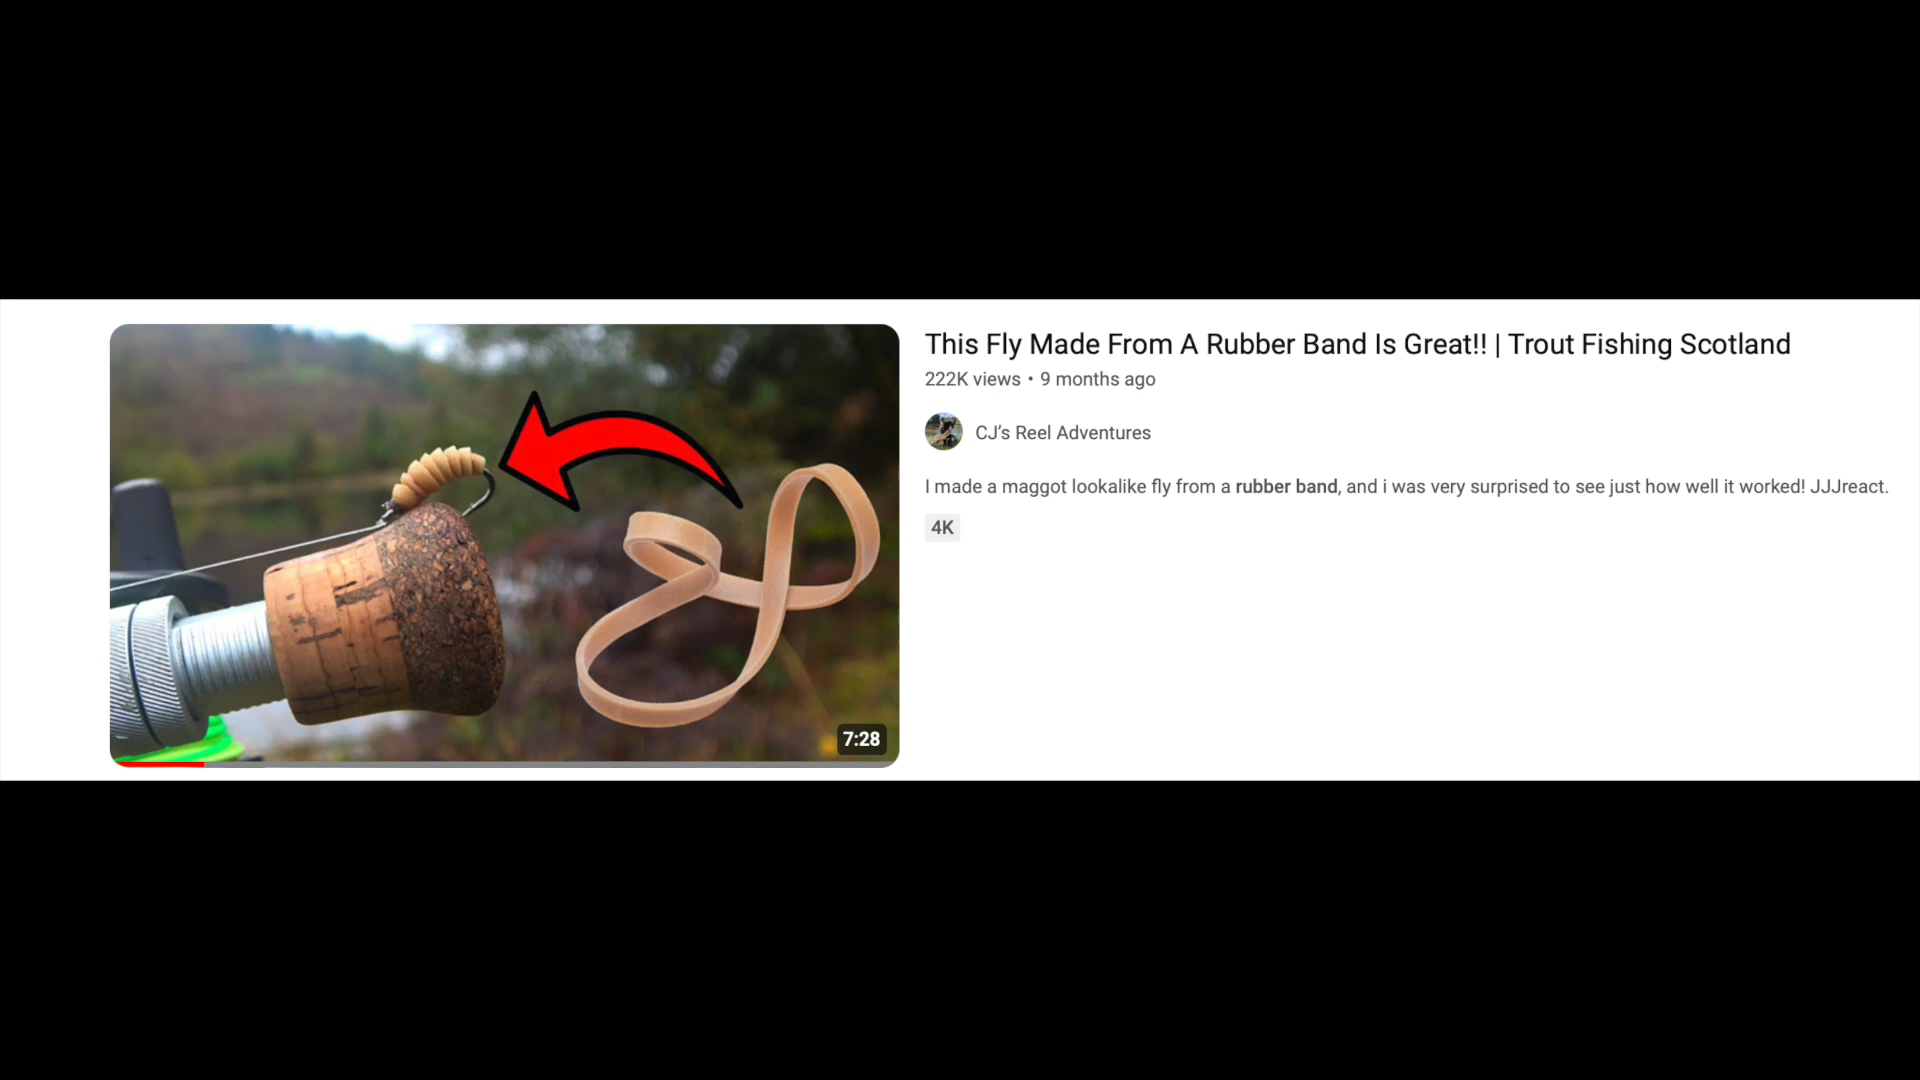 This Fly Made From A Rubber Band Is Great!! | Trout Fishing Scotland
222K views • 9 months ago
CJ’s Reel Adventures
I made a maggot lookalike fly from a rubber band, and i was very surprised to see just how well it worked! JJJreact.
4K
7:28